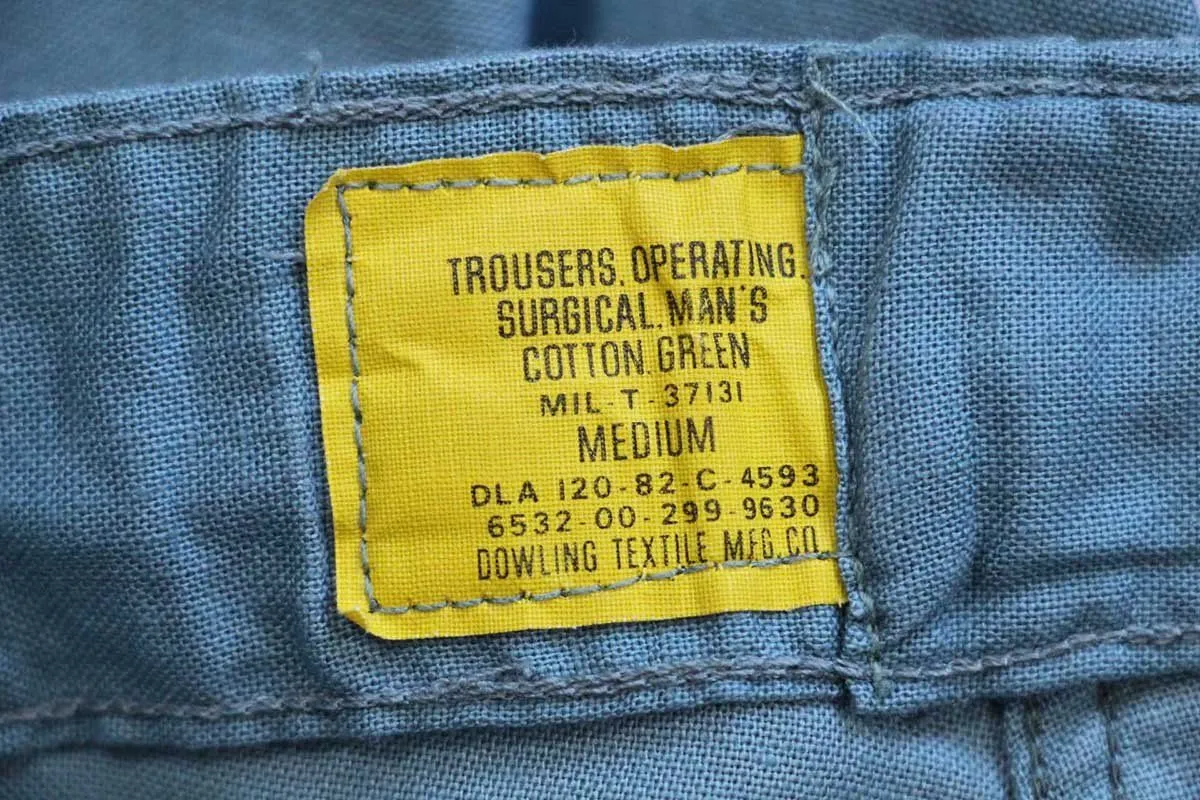 TROUSERS, OPERATING,
SURGICAL, MAN'S
COTTON, GREEN
MIL-T-37131
MEDIUM
DLA 120-82-C-4593
6532-00-299-9630
DOWLING TEXTILE MFG. CO.